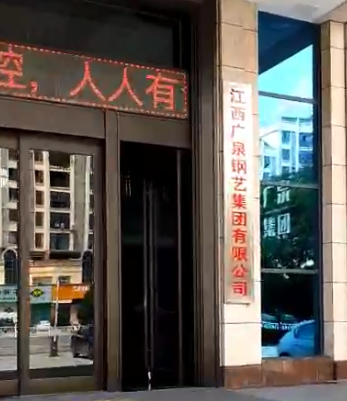 控，人人有
江西广泉钢艺集团有限公司
广泉
集团